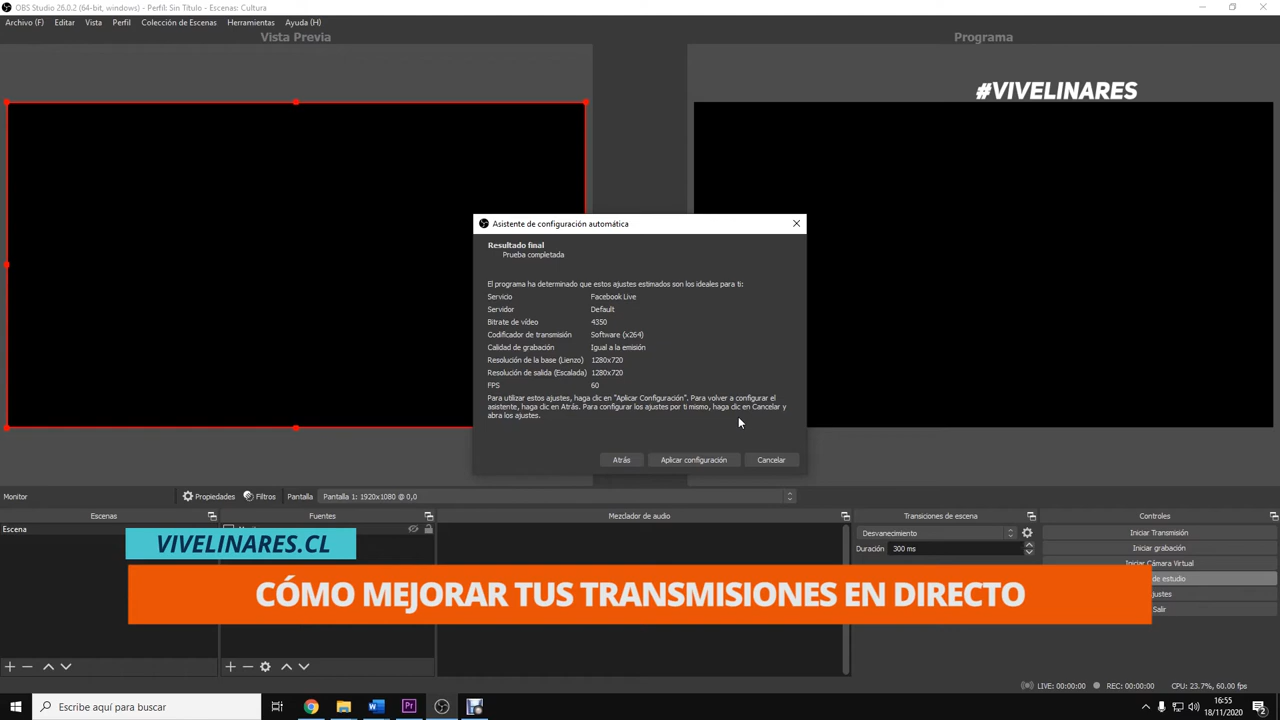 OBS Studio 26.0.2 (64-bit, windows) - Perfil: Sin Título - Escenas: Cultura
Archivo (F) Editar Vista Perfil Colección de Escenas Herramientas Ayuda (H)
Vista Previa
Programa
#VIVELINARES
Asistente de configuración automática
Resultado final
Prueba completada
El programa ha determinado que estos ajustes estimados son los ideales para ti:
Servicio Facebook Live
Servidor Default
Bitrate de vídeo 4350
Codificador de transmisión Software (x264)
Calidad de grabación Igual a la emisión
Resolución de la base (Lienzo) 1280x720
Resolución de salida (Escalada) 1280x720
FPS 60
Para utilizar estos ajustes, haga clic en "Aplicar Configuración". Para volver a configurar el
asistente, haga clic en Atrás. Para configurar los ajustes por ti mismo, haga clic en Cancelar y
abra los ajustes.
Atrás Aplicar configuración Cancelar
Monitor Propiedades Filtros Pantalla Pantalla 1: 1920x1080 @ 0,0
Escenas Fuentes Mezclador de audio Transiciones de escena Controles
Escena
Desvanecimiento
Duración 300 ms
Iniciar Transmisión
Iniciar grabación
Iniciar Cámara Virtual
de estudio
Salir
VIVELINARES.CL
CÓMO MEJORAR TUS TRANSMISIONES EN DIRECTO
LIVE: 00:00:00 REC: 00:00:00 CPU: 23.7%, 60.00 fps
Escribe aquí para buscar
16:55
18/11/2020
2